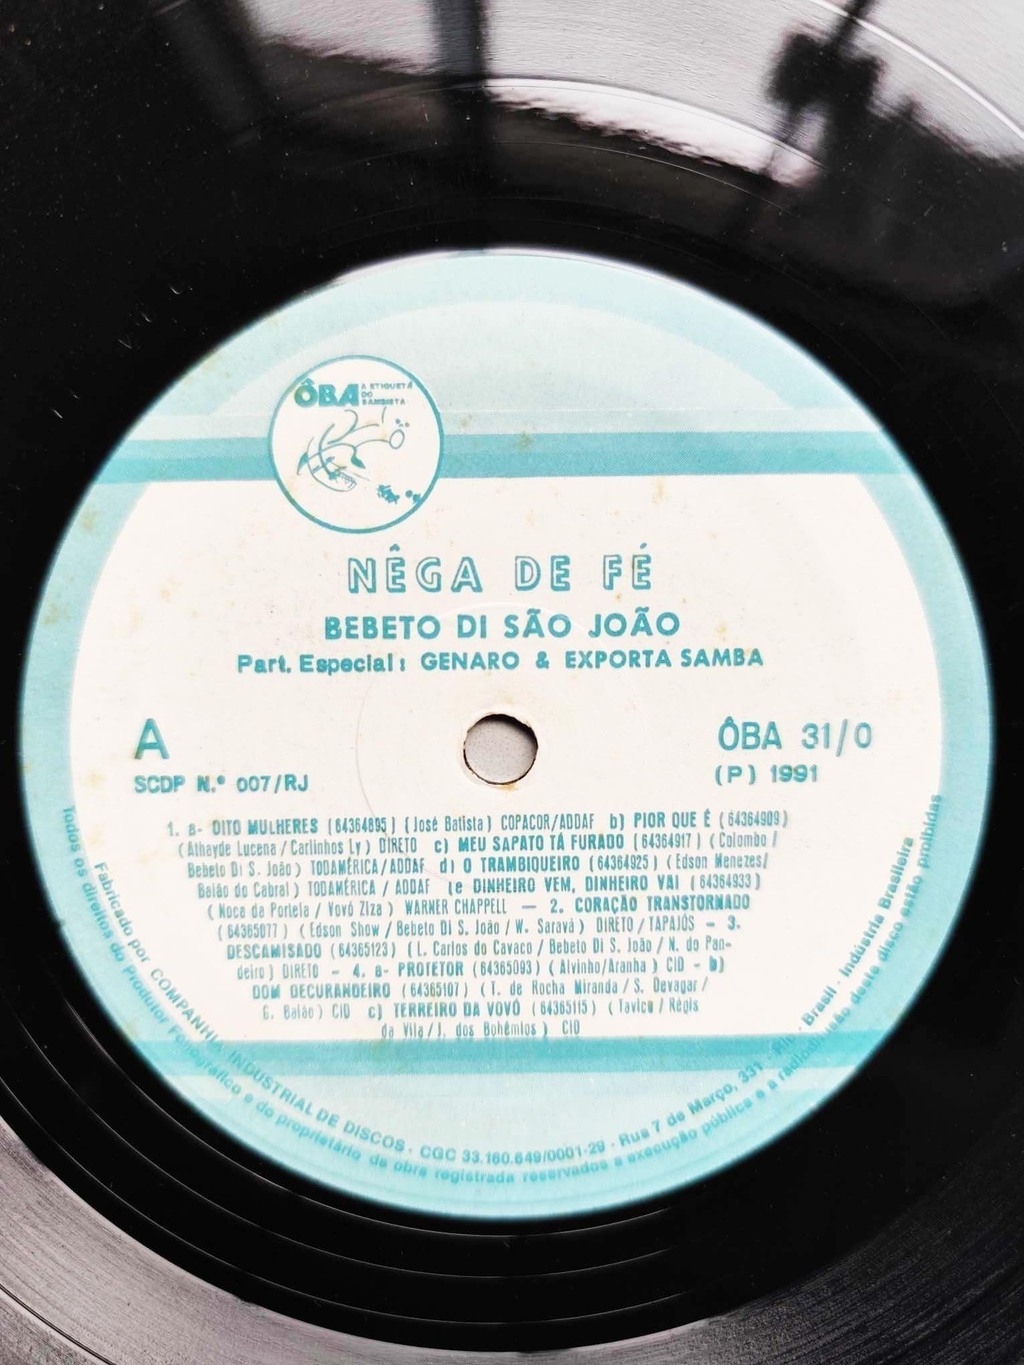 ÔBA A ETIQUETA
DO
SAMBISTA
NÊGA DE FÉ
BEBETO DI SÃO JOÃO
Part. Especial: GENARO & EXPORTA SAMBA
A
ÔBA 31/0
SCDP N.º 007/RJ
(P) 1991
1. a- DITO MULHERES (64364895) (José Batista) COPACOR/ADDAF b) PIOR QUE É (64364909)
(Athayde Lucena / Carlinhos Ly) DIRETO c) MEU SAPATO TÁ FURADO (64364917) (Colombo /
Bebeto Di S. João) TODAMÉRICA/ADDAF d) O TRAMBIQUEIRO (64364925) (Edson Menezes/
Baião do Cabral) TODAMÉRICA / ADDAF (e DINHEIRO VEM, DINHEIRO VAI (64364933)
(Noca da Portela / Vovó Ziza) WARNER CHAPPELL — 2. CORAÇÃO TRANSTORNADO
(64365077) (Edson Show / Bebeto Di S. João / W. Saravá) DIRETO / TAPAJÓS — 3.
DESCAMISADO (64365123) (L. Carlos do Cavaco / Bebeto Di S. João / N. do Pan-
deiro) DIRETO — 4. a- PROTETOR (64365093) (Alvinho/Aranha) CID — b)
DOM DECURANDEIRO (64365107) (T. de Rocha Miranda / S. Devagar /
G. Baião) CID c) TERREIRO DA VOVÓ (64365115) (Tavicu / Régis
da Vila / J. dos Bohêmios) CID
Fabricado por COMPANHIA INDUSTRIAL DE DISCOS · CGC 33.160.649/0001-29 · Rua 7 de Março, 331 · Rio · Brasil · Indústria Brasileira
Todos os direitos do Produtor Fonográfico e do proprietário da obra registrada reservados a execução pública e a radiodifusão deste disco estão proibidas